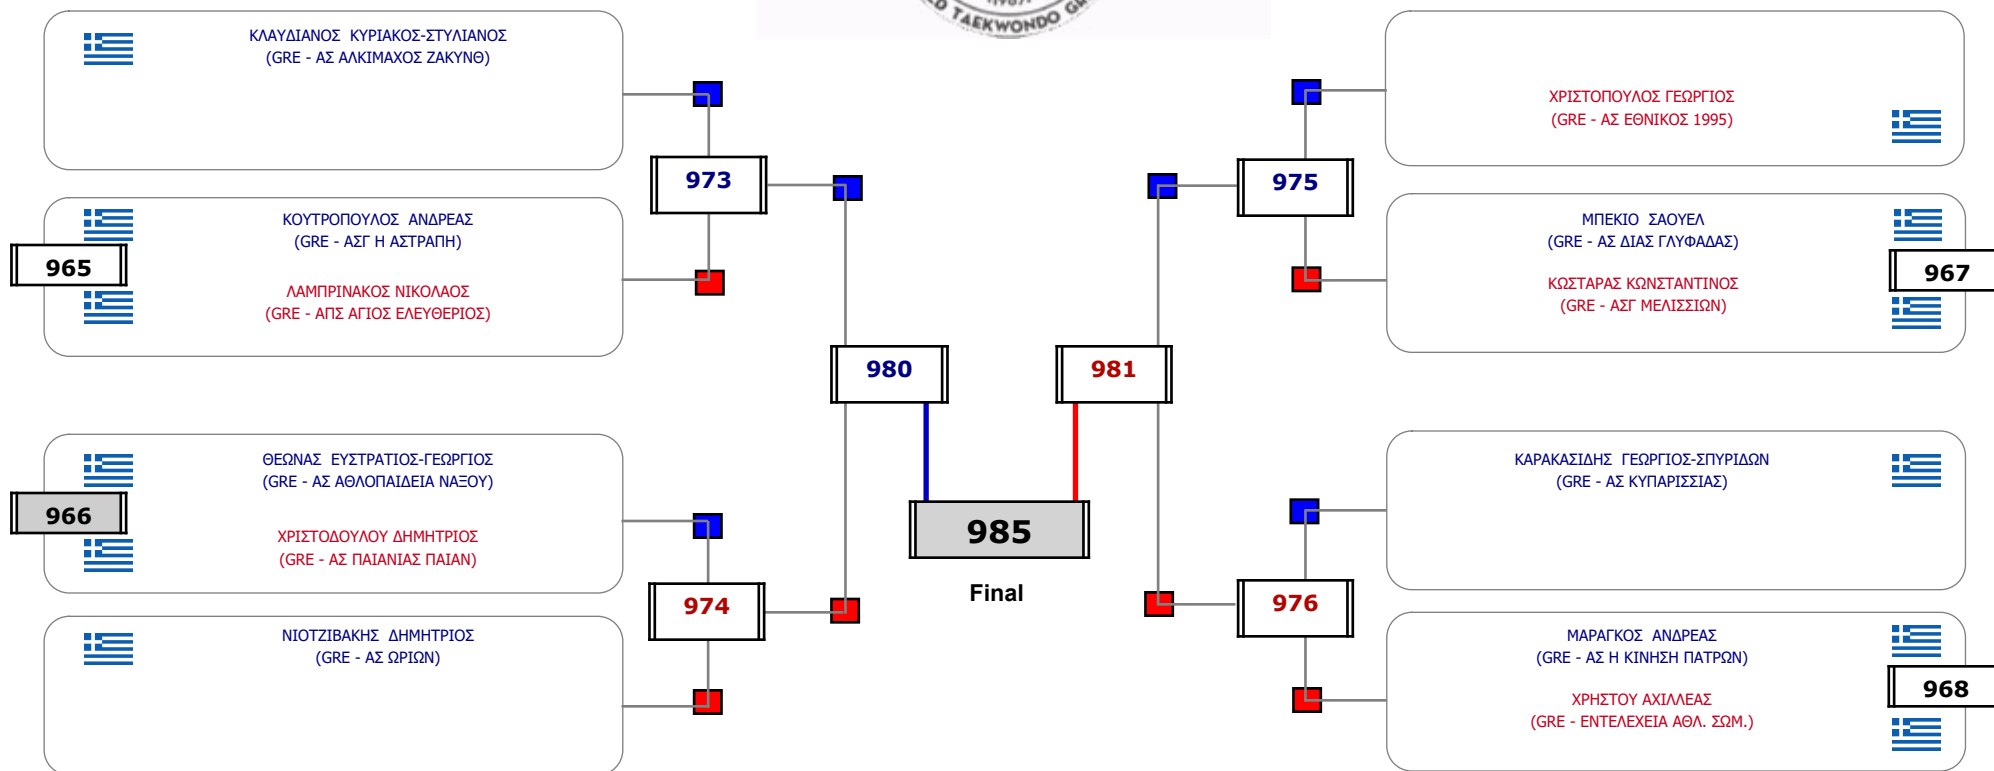 TAEKWONDO
ΚΛΑΥΔΙΑΝΟΣ ΚΥΡΙΑΚΟΣ-ΣΤΥΛΙΑΝΟΣ
(GRE - ΑΣ ΑΛΚΙΜΑΧΟΣ ΖΑΚΥΝΘ)
973
ΚΟΥΤΡΟΠΟΥΛΟΣ ΑΝΔΡΕΑΣ
(GRE - ΑΣΓ Η ΑΣΤΡΑΠΗ)
965
ΛΑΜΠΡΙΝΑΚΟΣ ΝΙΚΟΛΑΟΣ
(GRE - ΑΠΣ ΑΓΙΟΣ ΕΛΕΥΘΕΡΙΟΣ)
980
ΘΕΩΝΑΣ ΕΥΣΤΡΑΤΙΟΣ-ΓΕΩΡΓΙΟΣ
(GRE - ΑΣ ΑΘΛΟΠΑΙΔΕΙΑ ΝΑΞΟΥ)
966
ΧΡΙΣΤΟΔΟΥΛΟΥ ΔΗΜΗΤΡΙΟΣ
(GRE - ΑΣ ΠΑΙΑΝΙΑΣ ΠΑΙΑΝ)
974
ΝΙΟΤΖΙΒΑΚΗΣ ΔΗΜΗΤΡΙΟΣ
(GRE - ΑΣ ΩΡΙΩΝ)
985
Final
ΧΡΙΣΤΟΠΟΥΛΟΣ ΓΕΩΡΓΙΟΣ
(GRE - ΑΣ ΕΘΝΙΚΟΣ 1995)
975
ΜΠΕΚΙΟ ΣΑΟΥΕΛ
(GRE - ΑΣ ΔΙΑΣ ΓΛΥΦΑΔΑΣ)
967
ΚΩΣΤΑΡΑΣ ΚΩΝΣΤΑΝΤΙΝΟΣ
(GRE - ΑΣΓ ΜΕΛΙΣΣΙΩΝ)
981
ΚΑΡΑΚΑΣΙΔΗΣ ΓΕΩΡΓΙΟΣ-ΣΠΥΡΙΔΩΝ
(GRE - ΑΣ ΚΥΠΑΡΙΣΣΙΑΣ)
976
ΜΑΡΑΓΚΟΣ ΑΝΔΡΕΑΣ
(GRE - ΑΣ Η ΚΙΝΗΣΗ ΠΑΤΡΩΝ)
968
ΧΡΗΣΤΟΥ ΑΧΙΛΛΕΑΣ
(GRE - ΕΝΤΕΛΕΧΕΙΑ ΑΘΛ. ΣΩΜ.)